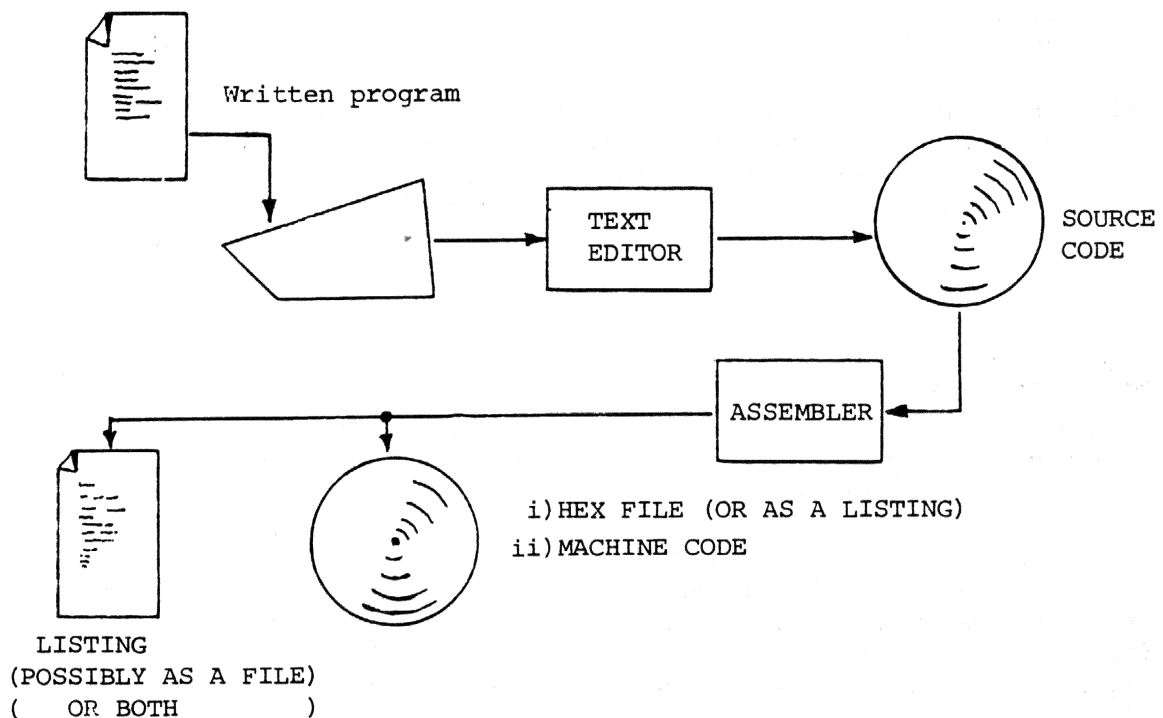 Written program
TEXT
EDITOR
SOURCE
CODE
ASSEMBLER
i)HEX FILE (OR AS A LISTING)
ii)MACHINE CODE
LISTING
(POSSIBLY AS A FILE)
( OR BOTH )